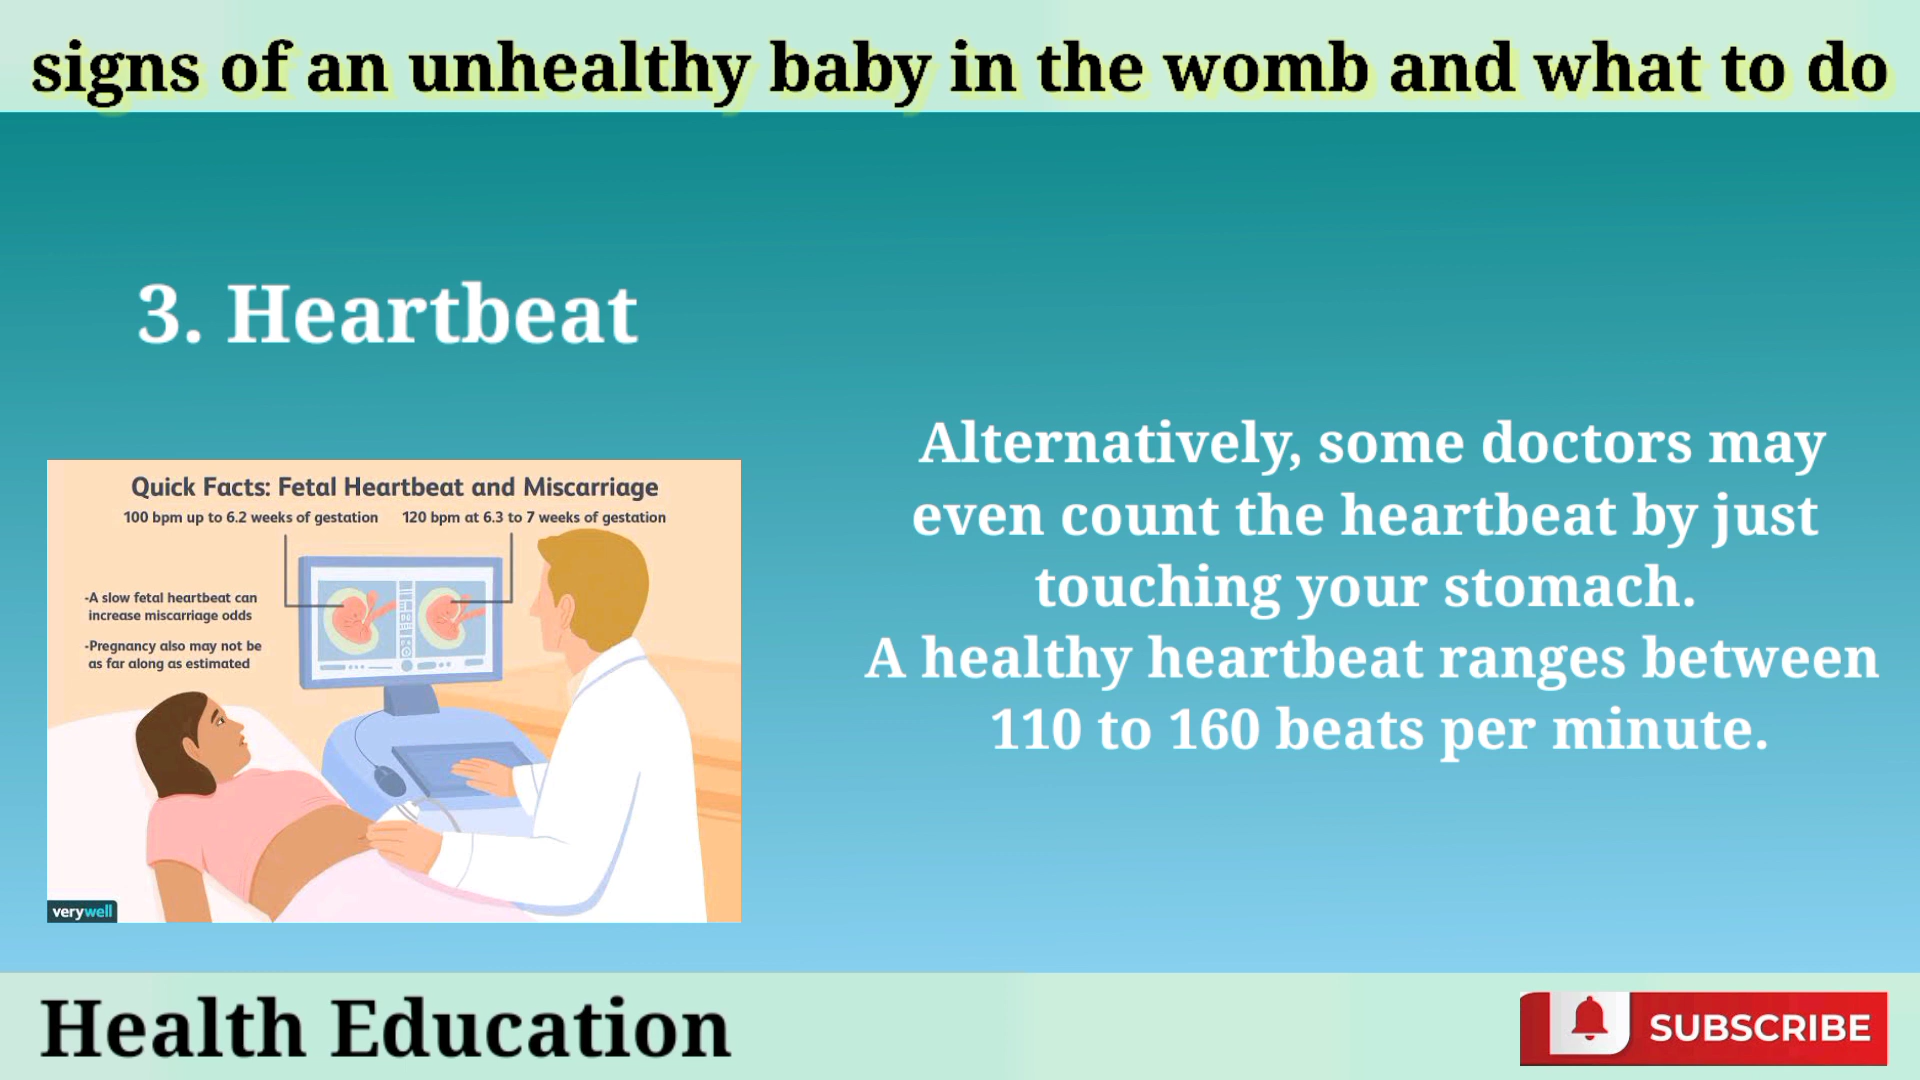 signs of an unhealthy baby in the womb and what to do
3. Heartbeat
Quick Facts: Fetal Heartbeat and Miscarriage
100 bpm up to 6.2 weeks of gestation
120 bpm at 6.3 to 7 weeks of gestation
-A slow fetal heartbeat can
increase miscarriage odds
-Pregnancy also may not be
as far along as estimated
verywell
Alternatively, some doctors may
even count the heartbeat by just
touching your stomach.
A healthy heartbeat ranges between
110 to 160 beats per minute.
Health Education
SUBSCRIBE